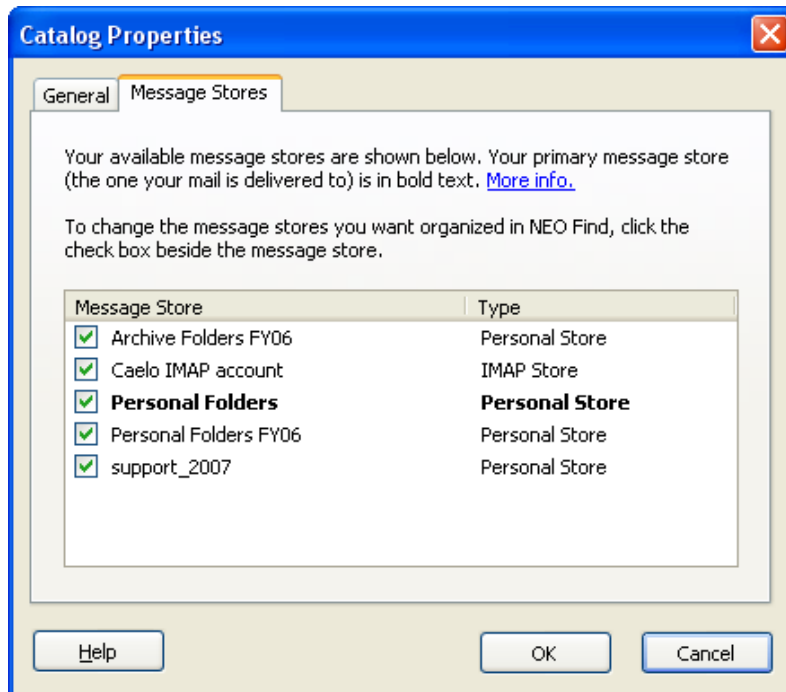 Catalog Properties
General
Message Stores
Your available message stores are shown below. Your primary message store
(the one your mail is delivered to) is in bold text. More info.
To change the message stores you want organized in NEO Find, click the
check box beside the message store.
Message Store Type
Archive Folders FY06 Personal Store
Caelo IMAP account IMAP Store
Personal Folders Personal Store
Personal Folders FY06 Personal Store
support_2007 Personal Store
Help OK Cancel